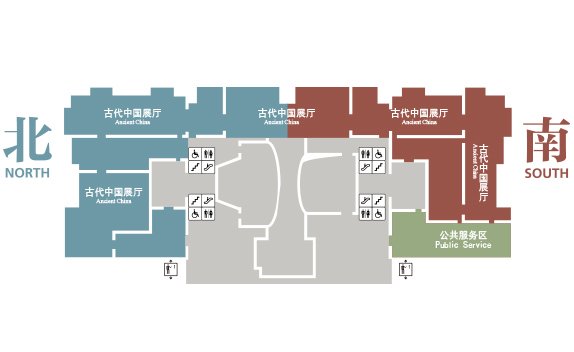 古代中国展厅
Ancient China
古代中国展厅
Ancient China
古代中国展厅
Ancient China
北
NORTH
南
SOUTH
古代中国展厅
Ancient China
古代中国展厅
Ancient China
公共服务区
Public Service